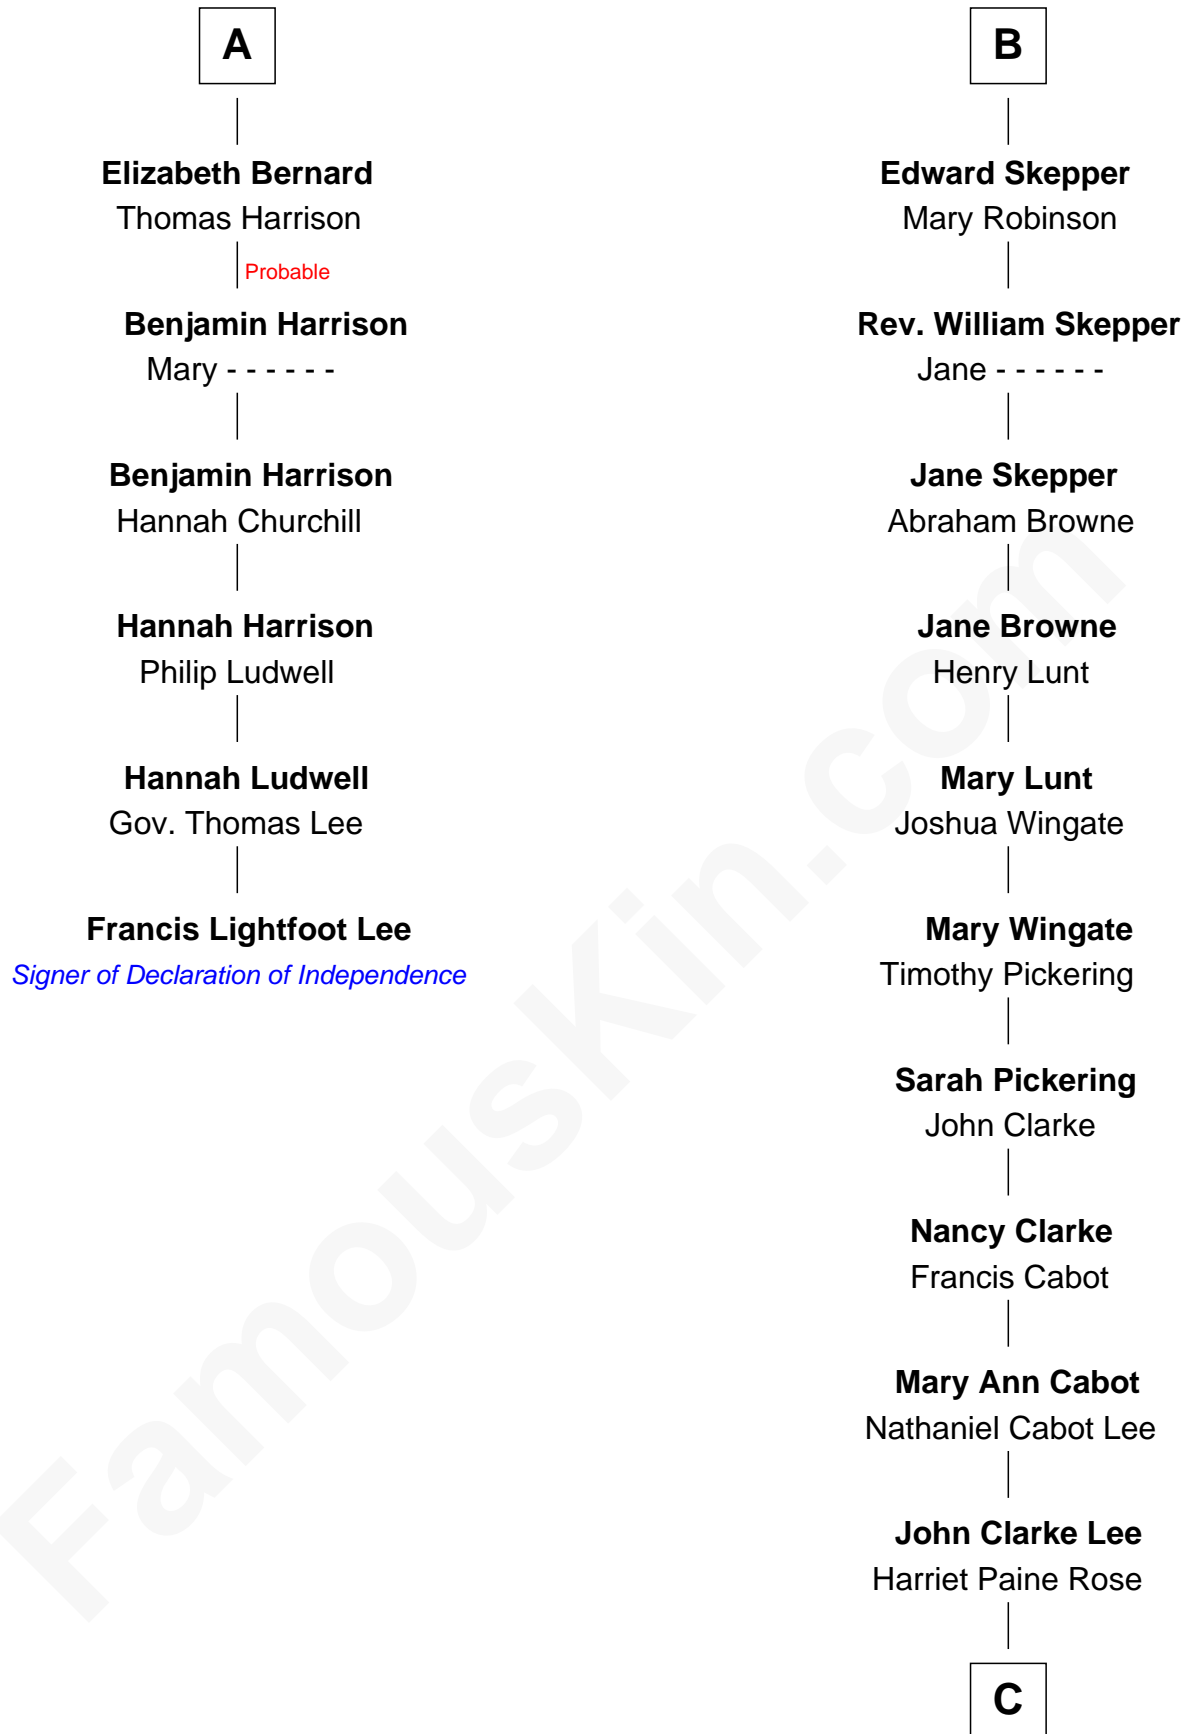 A
Elizabeth Bernard
Thomas Harrison
Probable
Benjamin Harrison
Mary - - - - - -
Benjamin Harrison
Hannah Churchill
Hannah Harrison
Philip Ludwell
Hannah Ludwell
Gov. Thomas Lee
Francis Lightfoot Lee
Signer of Declaration of Independence
B
Edward Skepper
Mary Robinson
Rev. William Skepper
Jane - - - - - -
Jane Skepper
Abraham Browne
Jane Browne
Henry Lunt
Mary Lunt
Joshua Wingate
Mary Wingate
Timothy Pickering
Sarah Pickering
John Clarke
Nancy Clarke
Francis Cabot
Mary Ann Cabot
Nathaniel Cabot Lee
John Clarke Lee
Harriet Paine Rose
C
FamousKin.com